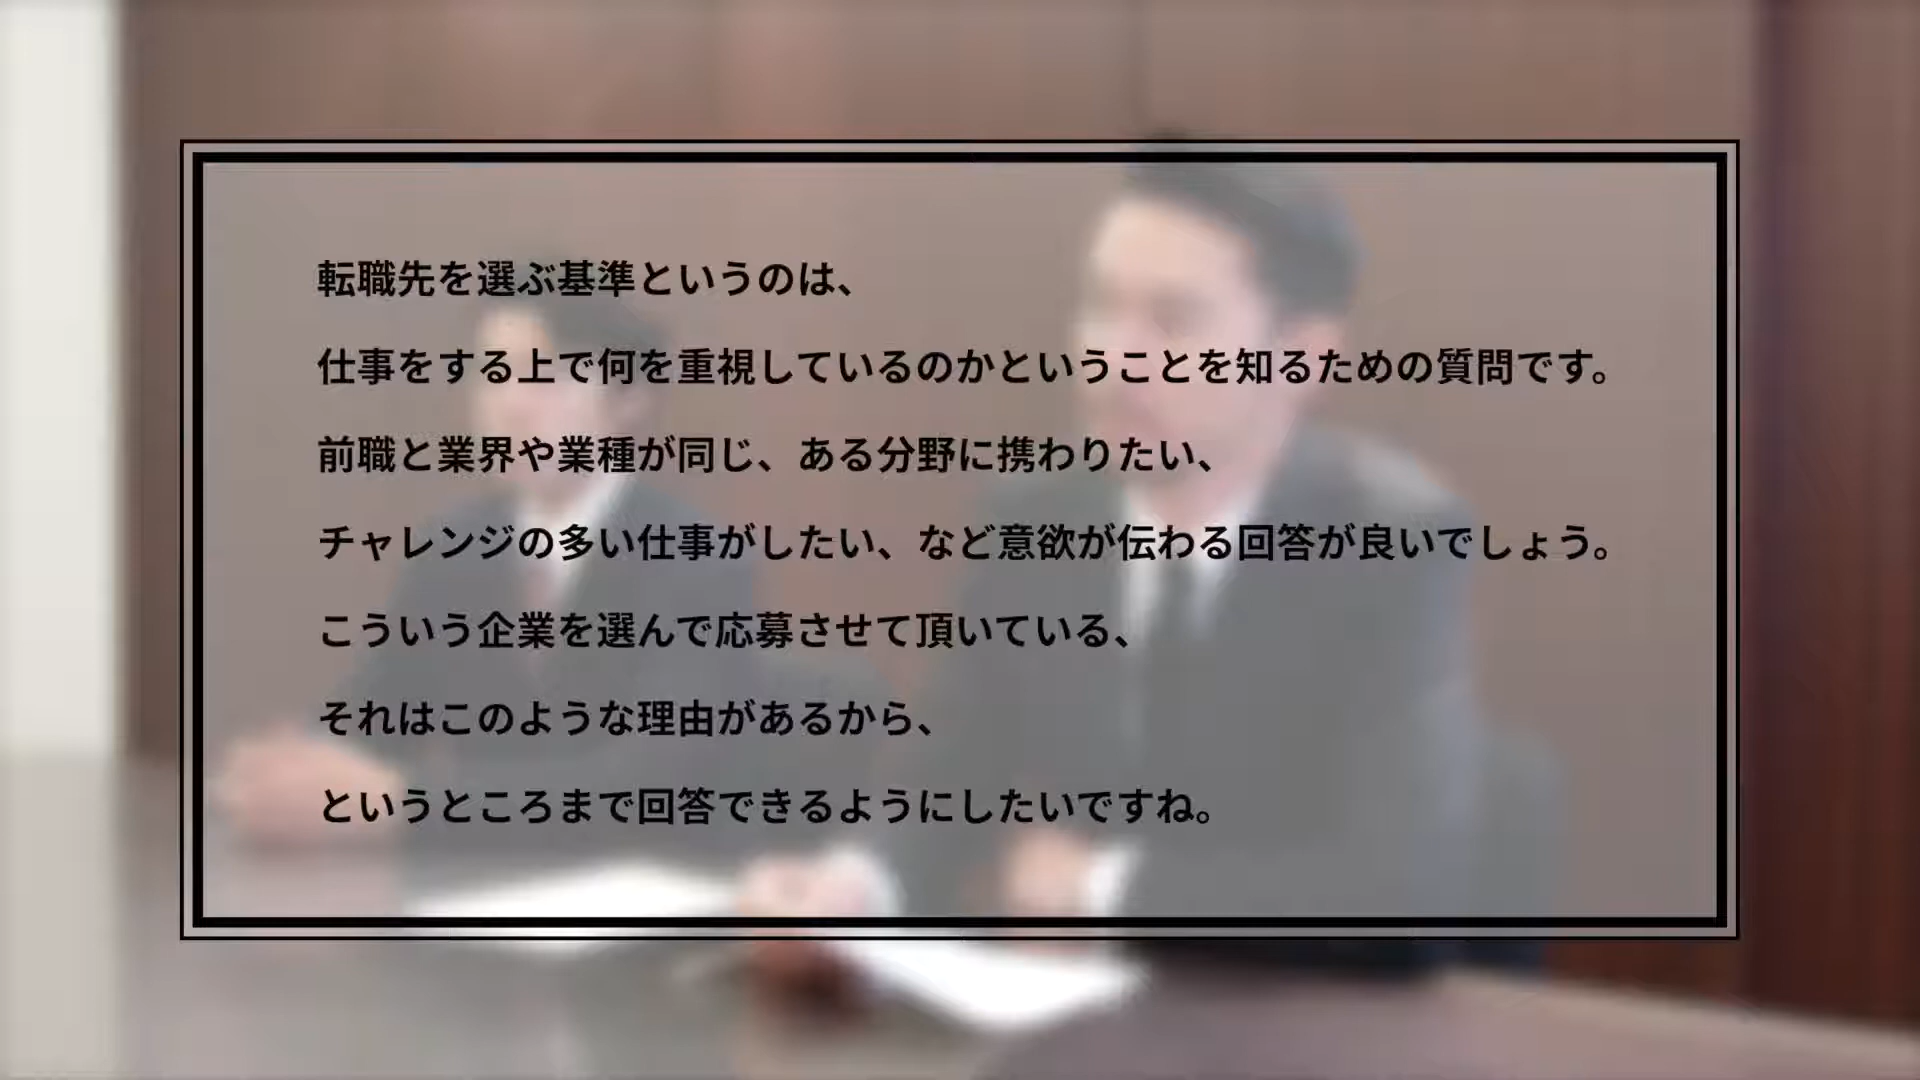 転職先を選ぶ基準というのは、
仕事をする上で何を重視しているのかということを知るための質問です。
前職と業界や業種が同じ、ある分野に携わりたい、
チャレンジの多い仕事がしたい、など意欲が伝わる回答が良いでしょう。
こういう企業を選んで応募させて頂いている、
それはこのような理由があるから、
というところまで回答できるようにしたいですね。